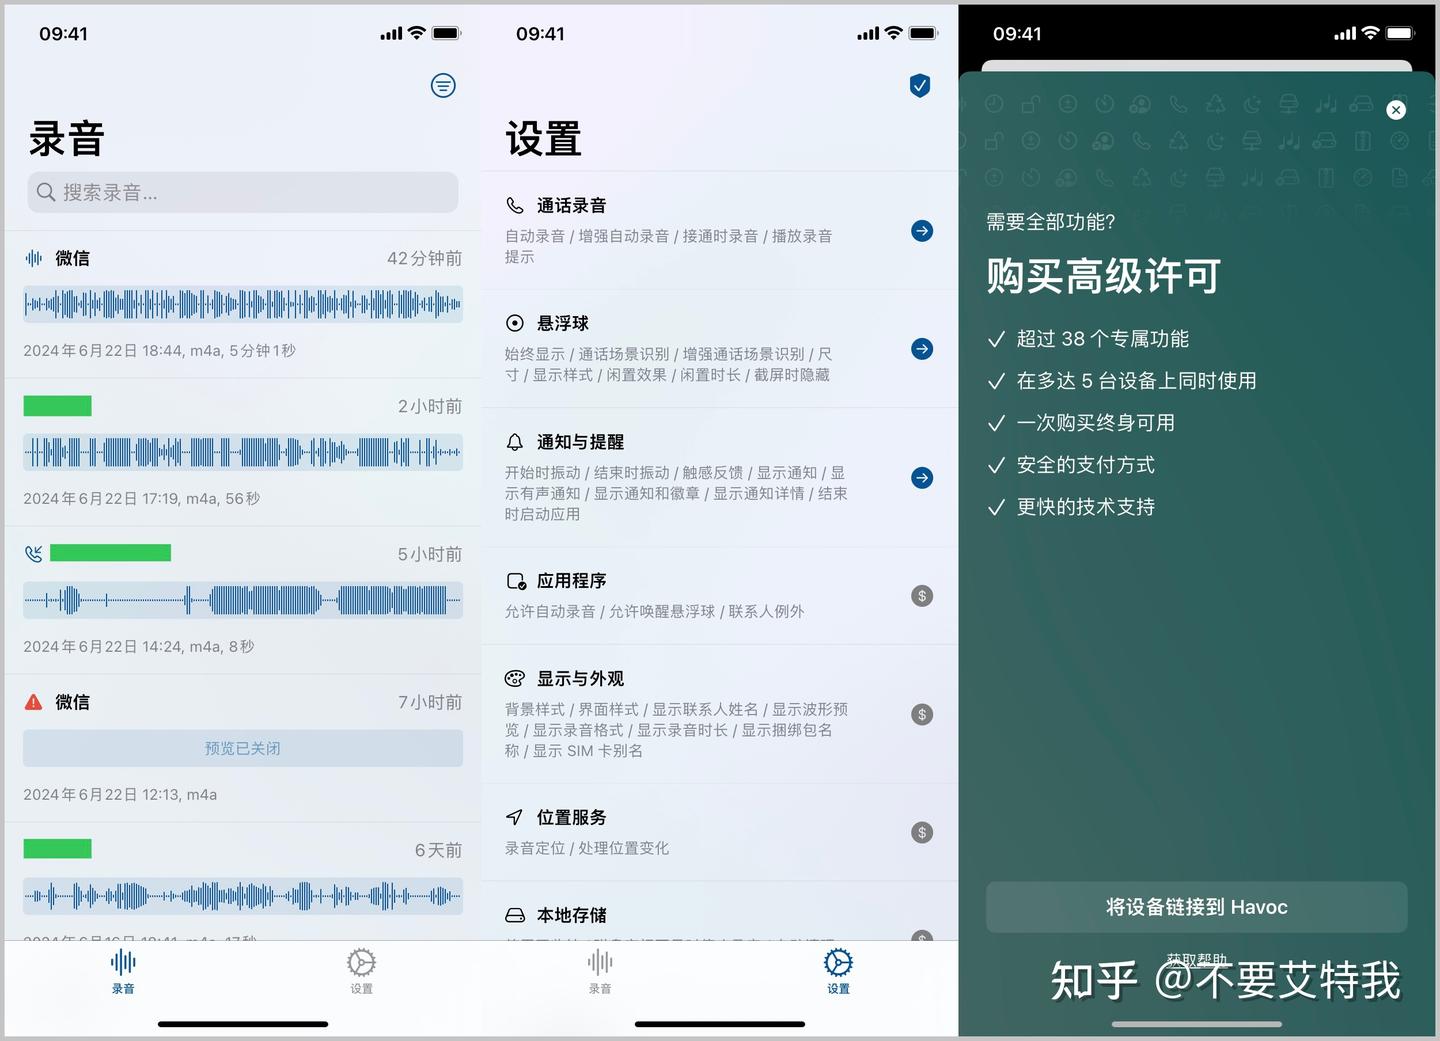 09:41
录音
搜索录音...
微信
42分钟前
2024年6月22日 18:44, m4a, 5分钟1秒
2小时前
2024年6月22日 17:19, m4a, 56秒
5小时前
2024年6月22日 14:24, m4a, 8秒
微信
7小时前
预览已关闭
2024年6月22日 12:13, m4a
6天前
录音
设置
09:41
设置
通话录音
自动录音 / 增强自动录音 / 接通时录音 / 播放录音
提示
悬浮球
始终显示 / 通话场景识别 / 增强通话场景识别 / 尺
寸 / 显示样式 / 闲置效果 / 闲置时长 / 截屏时隐藏
通知与提醒
开始时振动 / 结束时振动 / 触感反馈 / 显示通知 / 显
示有声通知 / 显示通知和徽章 / 显示通知详情 / 结束
时启动应用
应用程序
允许自动录音 / 允许唤醒悬浮球 / 联系人例外
显示与外观
背景样式 / 界面样式 / 显示联系人姓名 / 显示波形预
览 / 显示录音格式 / 显示录音时长 / 显示捆绑包名
称 / 显示 SIM 卡别名
位置服务
录音定位 / 处理位置变化
本地存储
录音
设置
09:41
需要全部功能?
购买高级许可
超过 38 个专属功能
在多达 5 台设备上同时使用
一次购买终身可用
安全的支付方式
更快的技术支持
将设备链接到 Havoc
获取帮助
知乎 @不要艾特我